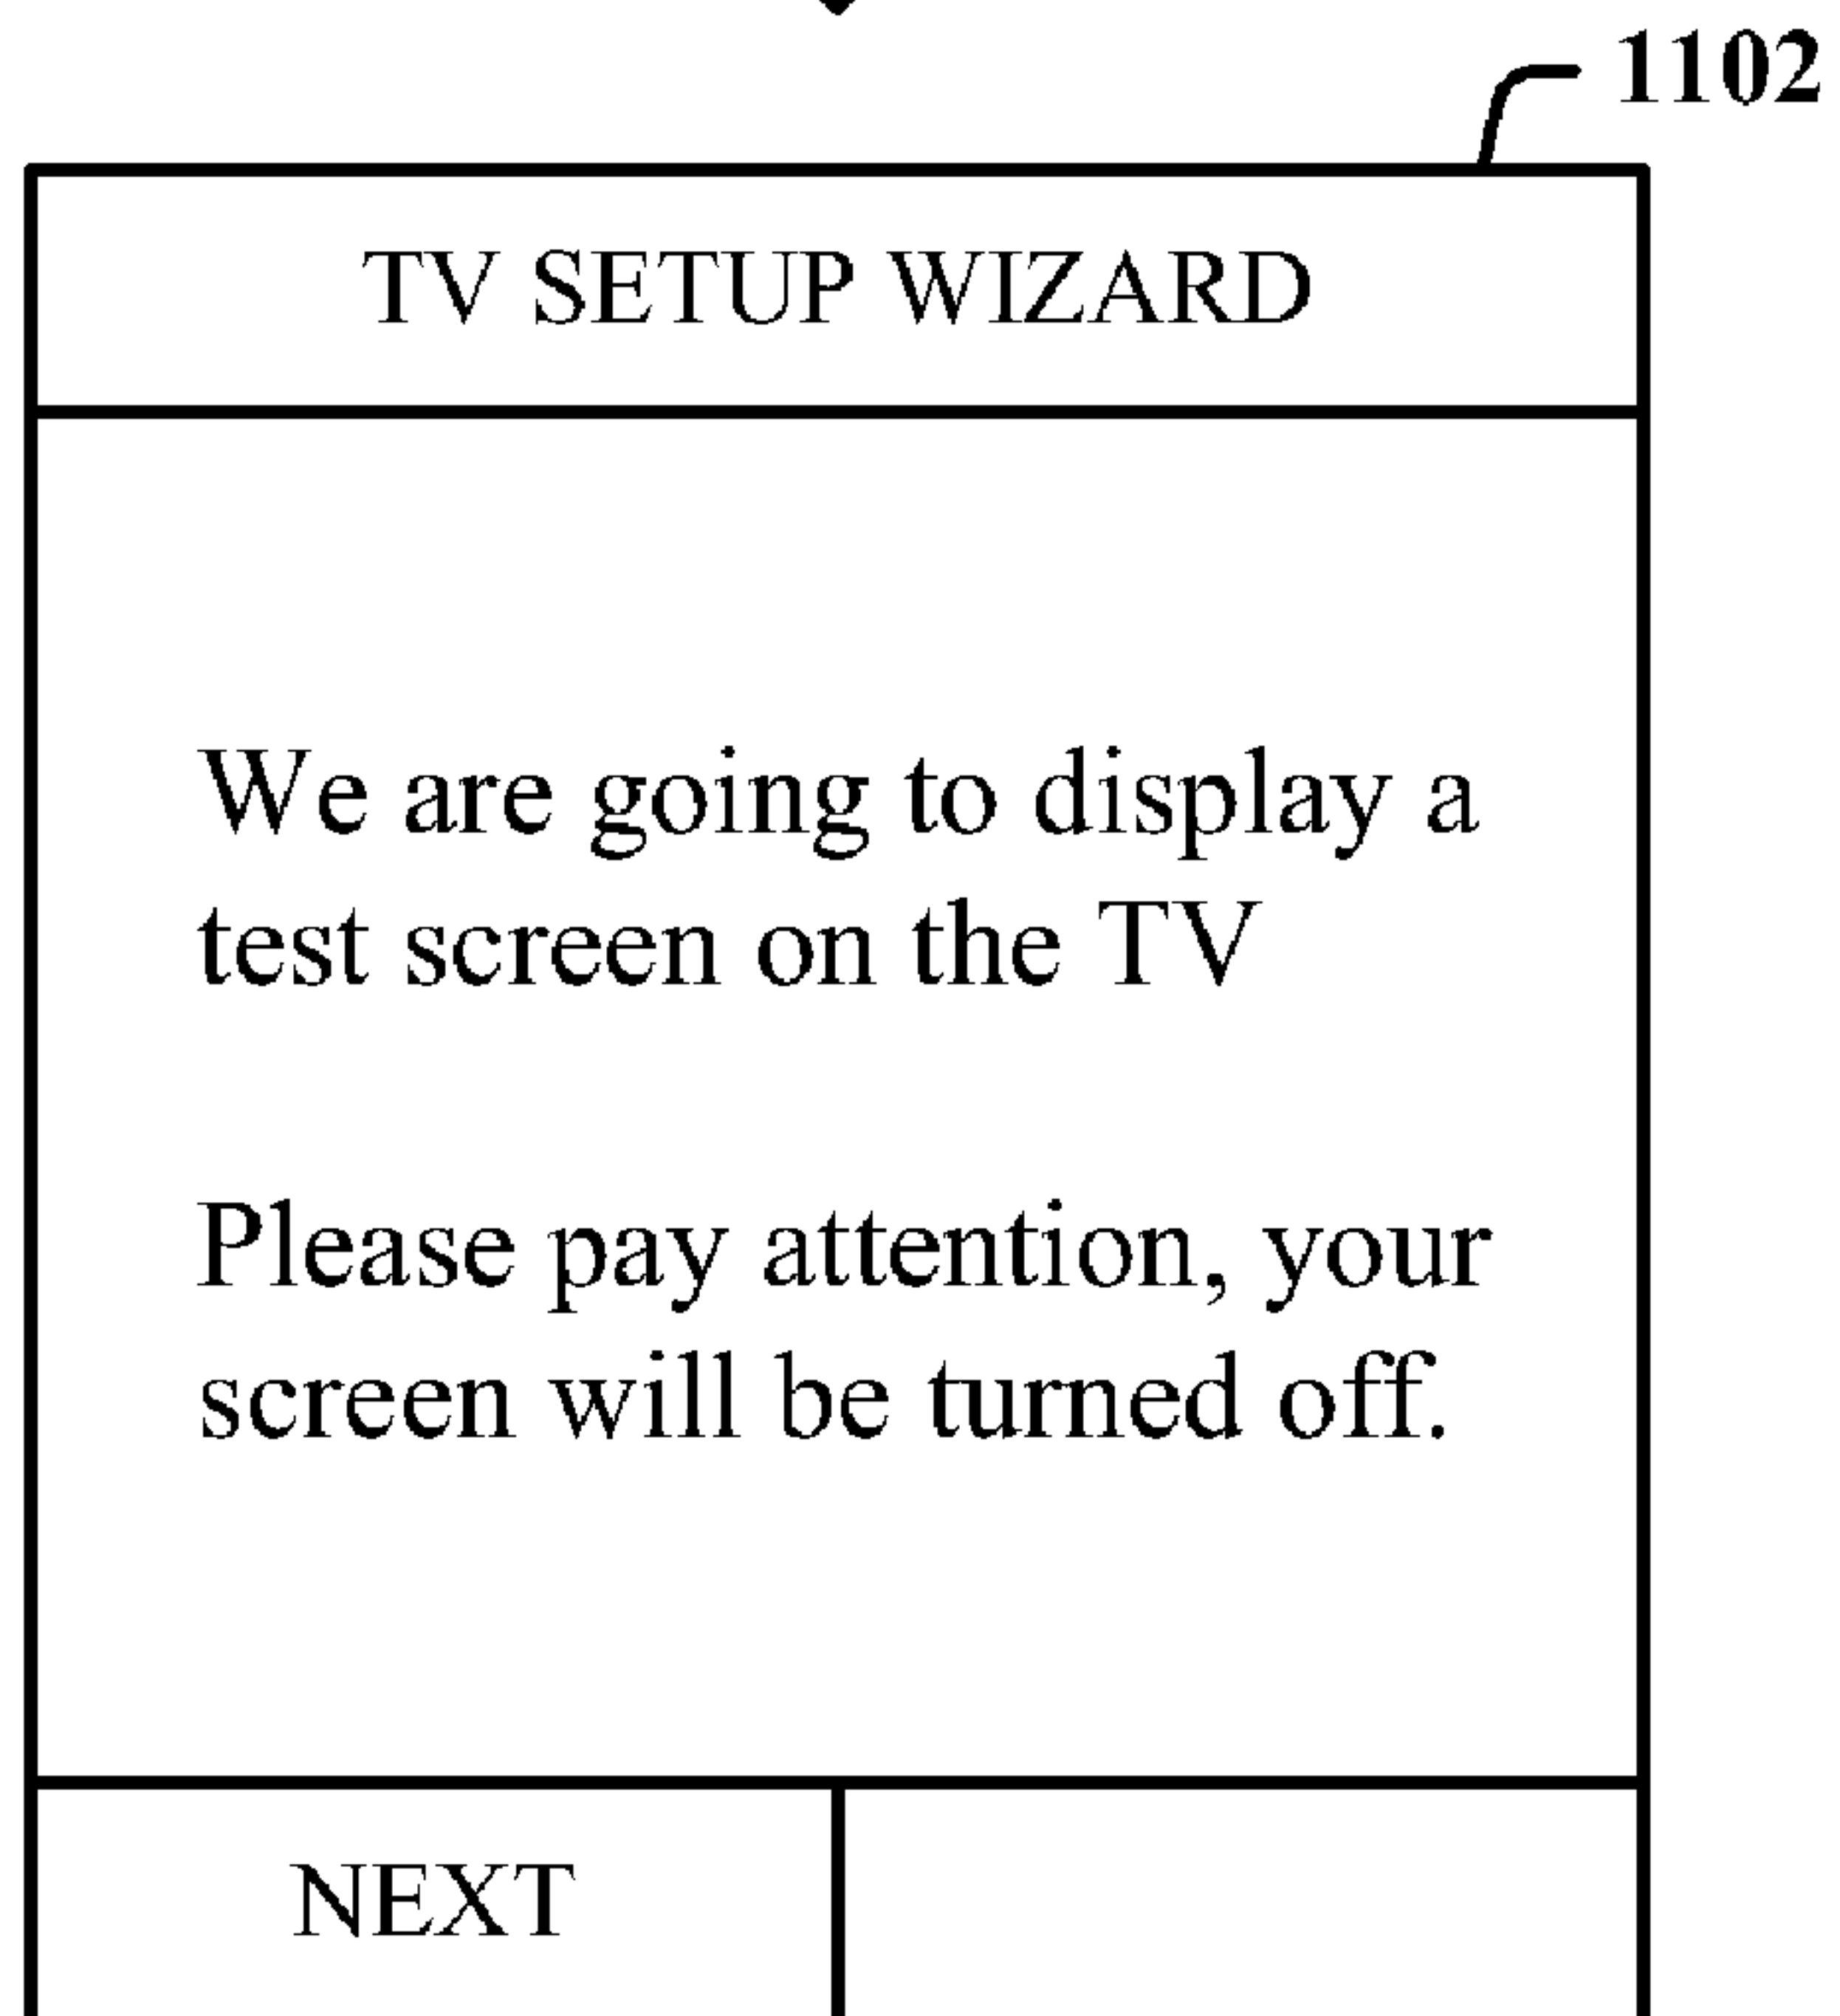 1102
TV SETUP WIZARD
We are going to display a
test screen on the TV
Please pay attention, your
screen will be turned off.
NEXT